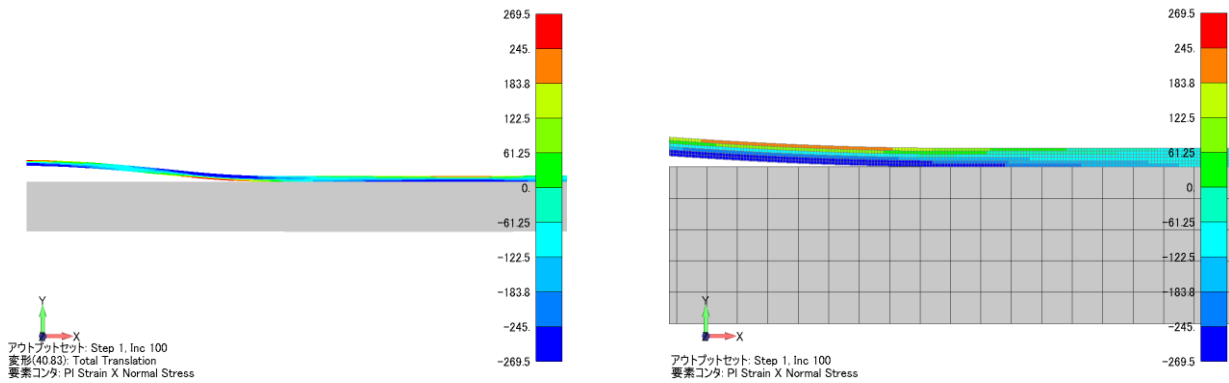 269.5
245.
183.8
122.5
61.25
0.
-61.25
-122.5
-183.8
-245.
-269.5
Y
Z X
アウトプットセット: Step 1, Inc 100
変形(40.83): Total Translation
要素コンタ: Pl Strain X Normal Stress
269.5
245.
183.8
122.5
61.25
0.
-61.25
-122.5
-183.8
-245.
-269.5
Y
Z X
アウトプットセット: Step 1, Inc 100
要素コンタ: Pl Strain X Normal Stress